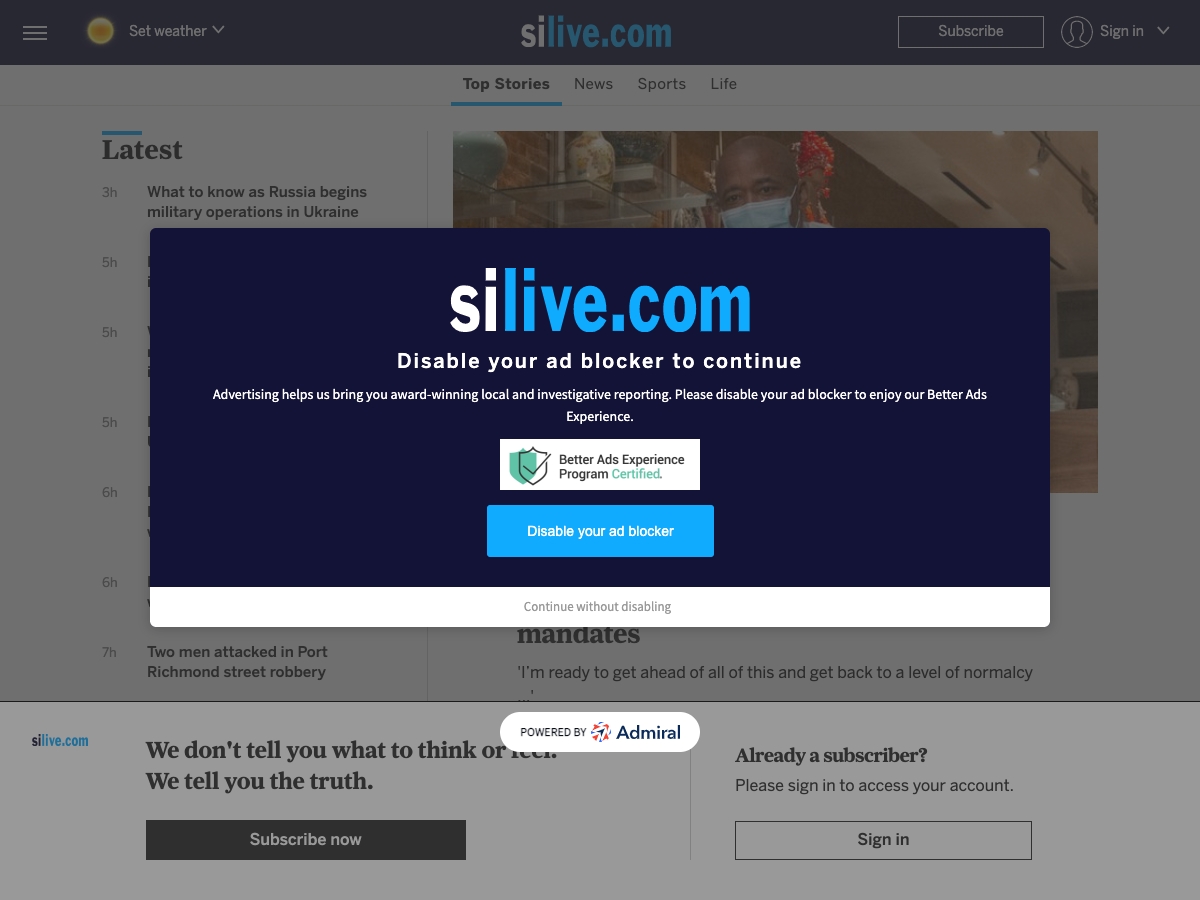 Set weather
silive.com
Subscribe
Sign in
Top Stories
News
Sports
Life
Latest
3h
What to know as Russia begins
military operations in Ukraine
5h
5h
5h
6h
6h
7h
Two men attacked in Port
Richmond street robbery
silive.com
Disable your ad blocker to continue
Advertising helps us bring you award-winning local and investigative reporting. Please disable your ad blocker to enjoy our Better Ads
Experience.
Better Ads Experience
Program Certified.
Disable your ad blocker
Continue without disabling
mandates
'I'm ready to get ahead of all of this and get back to a level of normalcy
...'
POWERED BY Admiral
silive.com
We don't tell you what to think or feel.
We tell you the truth.
Subscribe now
Already a subscriber?
Please sign in to access your account.
Sign in